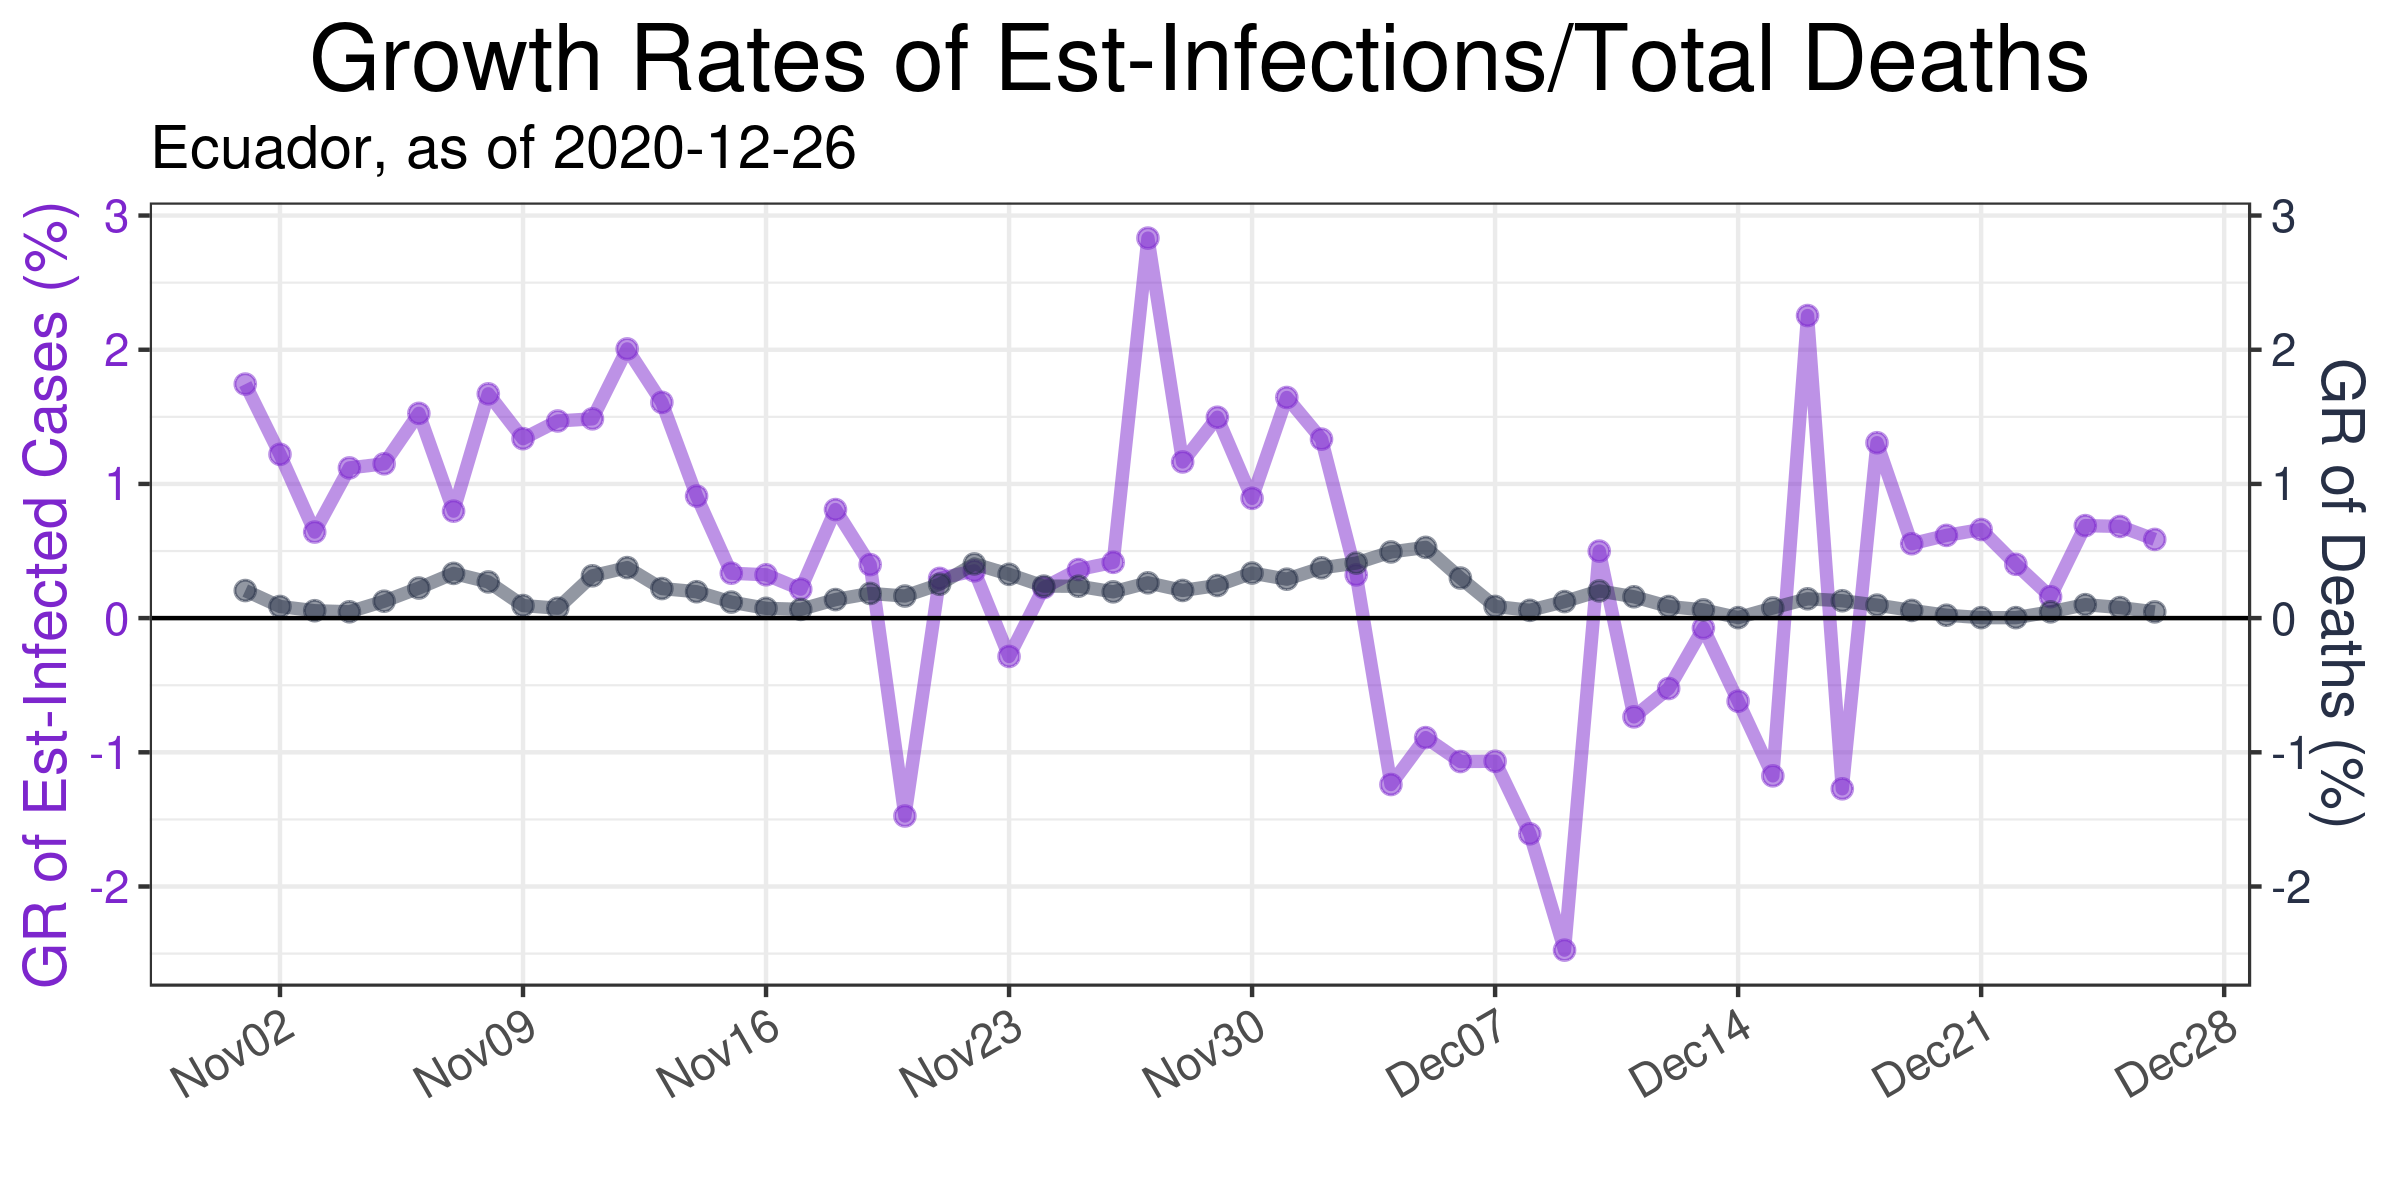 Growth Rates of Est-Infections/Total Deaths
Ecuador, as of 2020-12-26
GR of Est-Infected Cases (%)
3
2
1
0
-1
-2
3
2
1
0
-1
-2
GR of Deaths (%)
Nov02
Nov09
Nov16
Nov23
Nov30
Dec07
Dec14
Dec21
Dec28